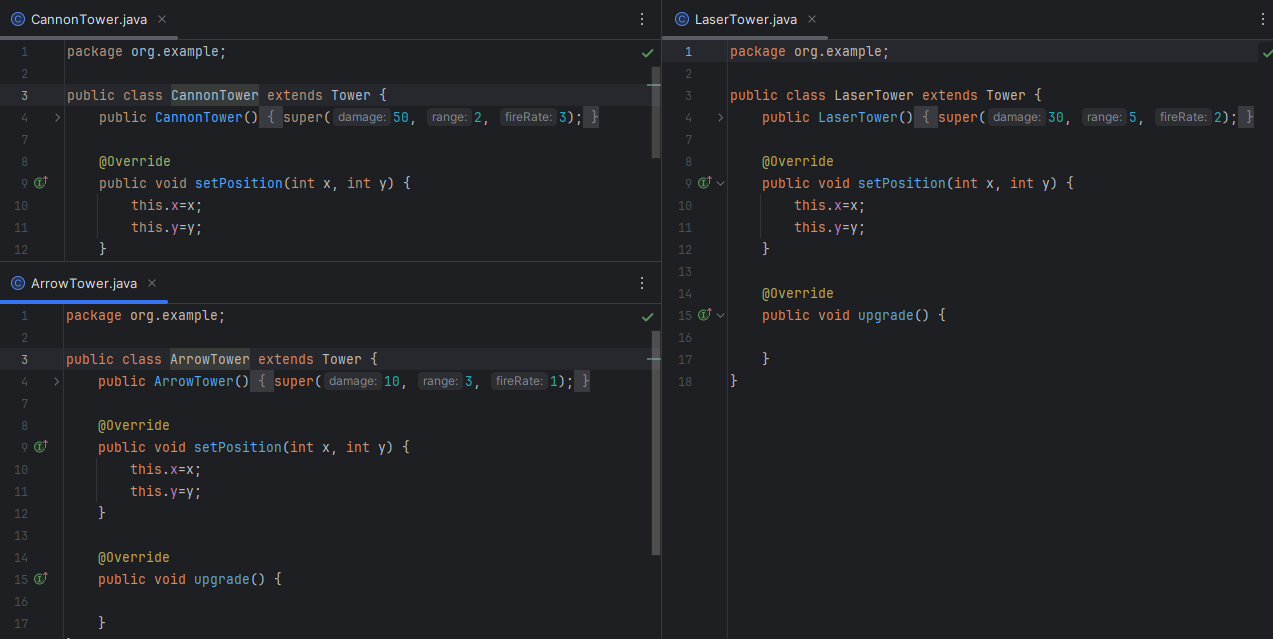 CannonTower.java
1 package org.example;
2
3 public class CannonTower extends Tower {
4 public CannonTower() { super( damage: 50, range: 2, fireRate: 3); }
7
8 @Override
9 public void setPosition(int x, int y) {
10 this.x=x;
11 this.y=y;
12 }
ArrowTower.java
1 package org.example;
2
3 public class ArrowTower extends Tower {
4 public ArrowTower() { super( damage: 10, range: 3, fireRate: 1); }
7
8 @Override
9 public void setPosition(int x, int y) {
10 this.x=x;
11 this.y=y;
12 }
13
14 @Override
15 public void upgrade() {
16
17 }
LaserTower.java
1 package org.example;
2
3 public class LaserTower extends Tower {
4 public LaserTower() { super( damage: 30, range: 5, fireRate: 2); }
7
8 @Override
9 public void setPosition(int x, int y) {
10 this.x=x;
11 this.y=y;
12 }
13
14 @Override
15 public void upgrade() {
16
17 }
18 }